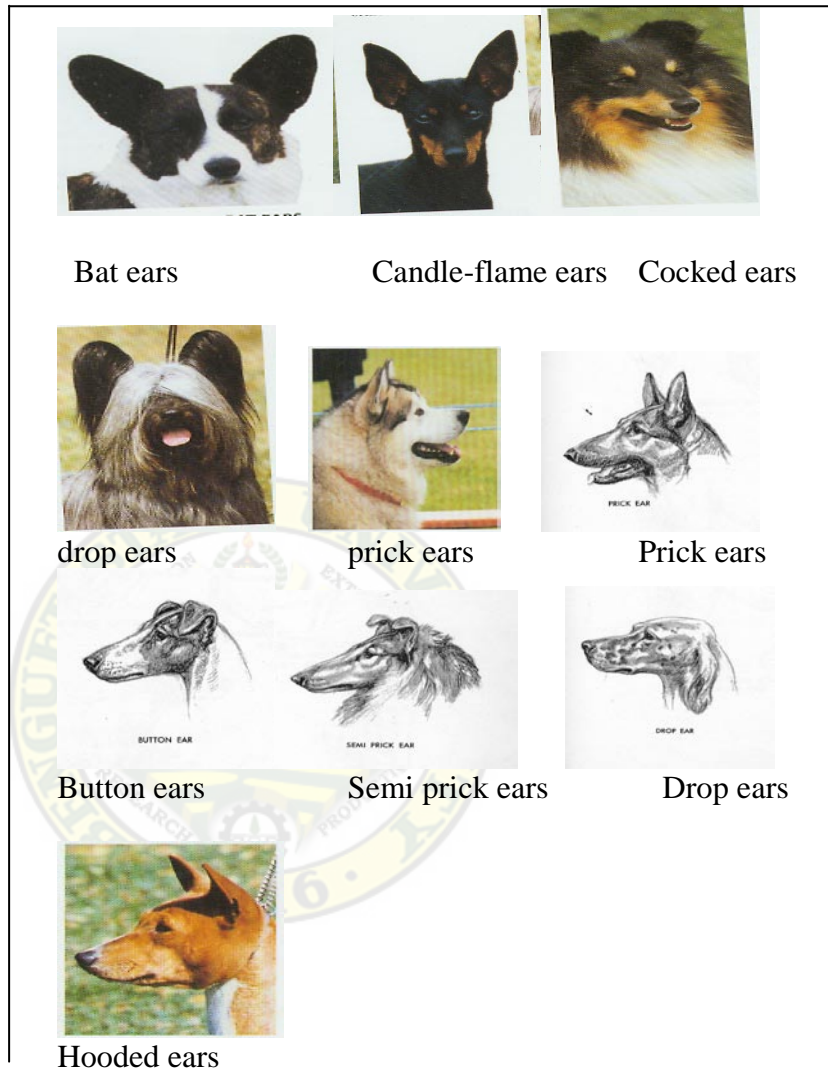 Bat ears Candle-flame ears Cocked ears
PRICK EAR
drop ears prick ears Prick ears
BUTTON EAR SEMI PRICK EAR DROP EAR
Button ears Semi prick ears Drop ears
Hooded ears